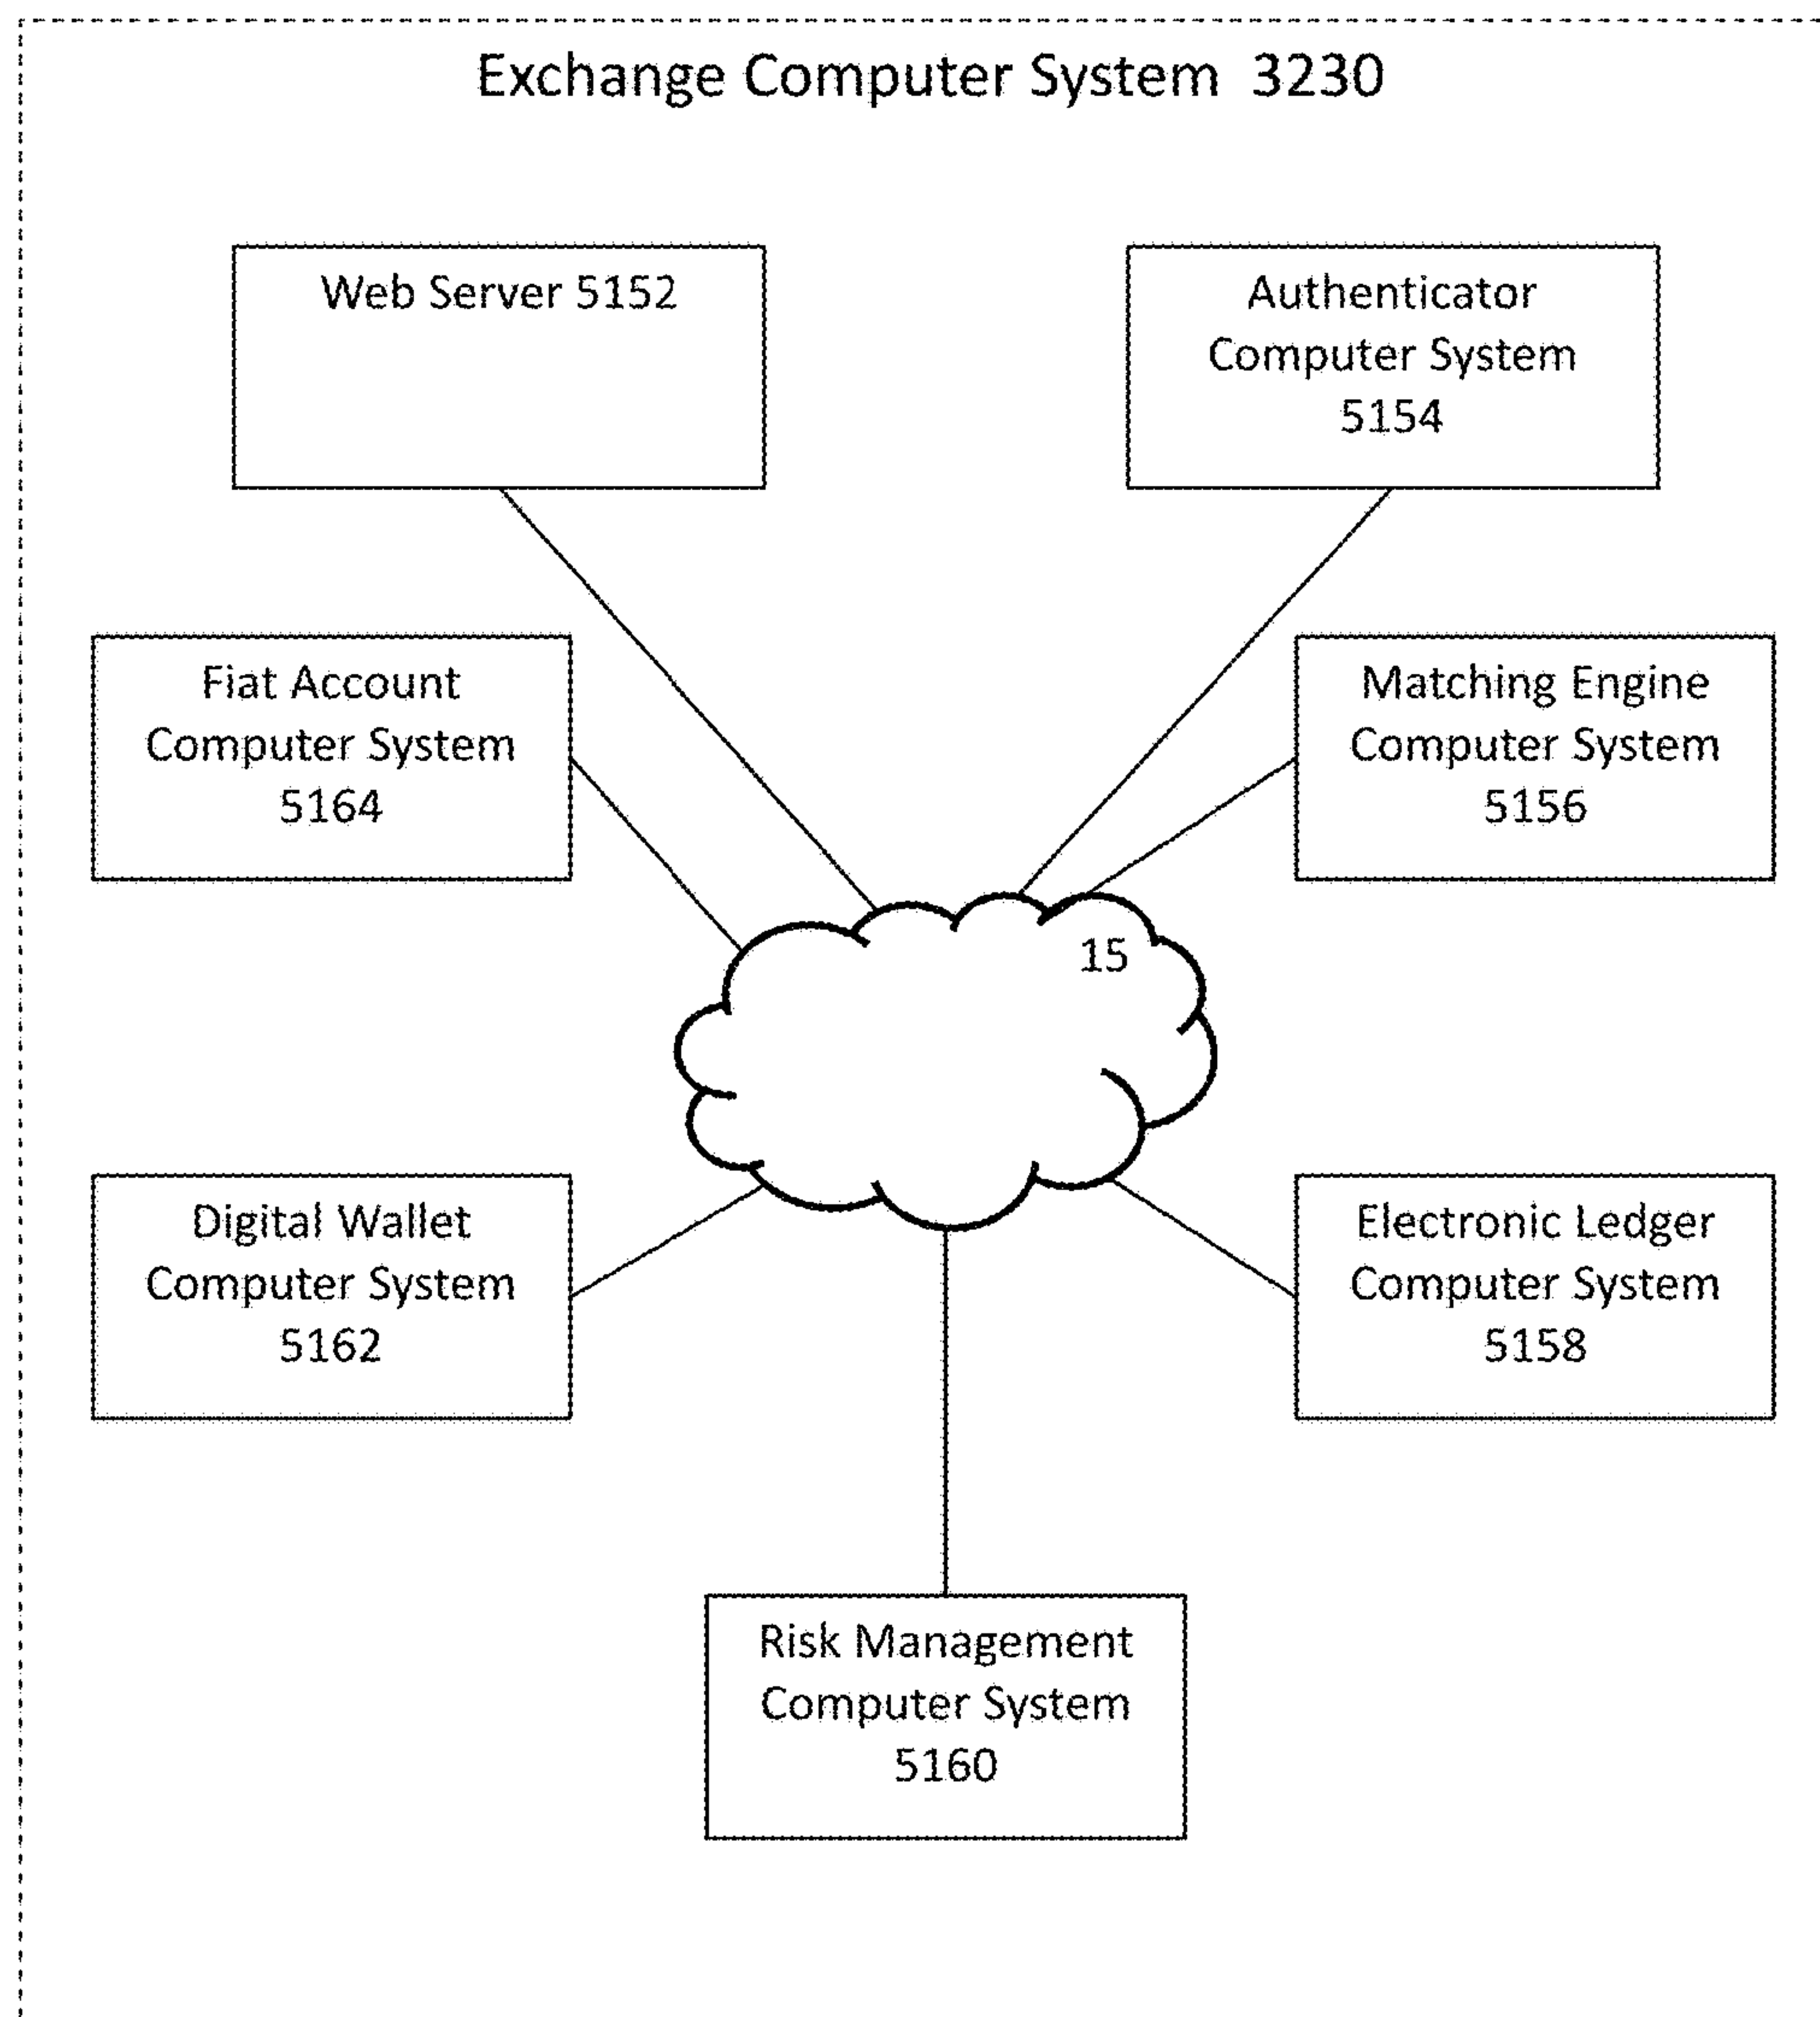 Exchange Computer System 3230
Web Server 5152
Authenticator
Computer System
5154
Fiat Account
Computer System
5164
Matching Engine
Computer System
5156
15
Digital Wallet
Computer System
5162
Electronic Ledger
Computer System
5158
Risk Management
Computer System
5160